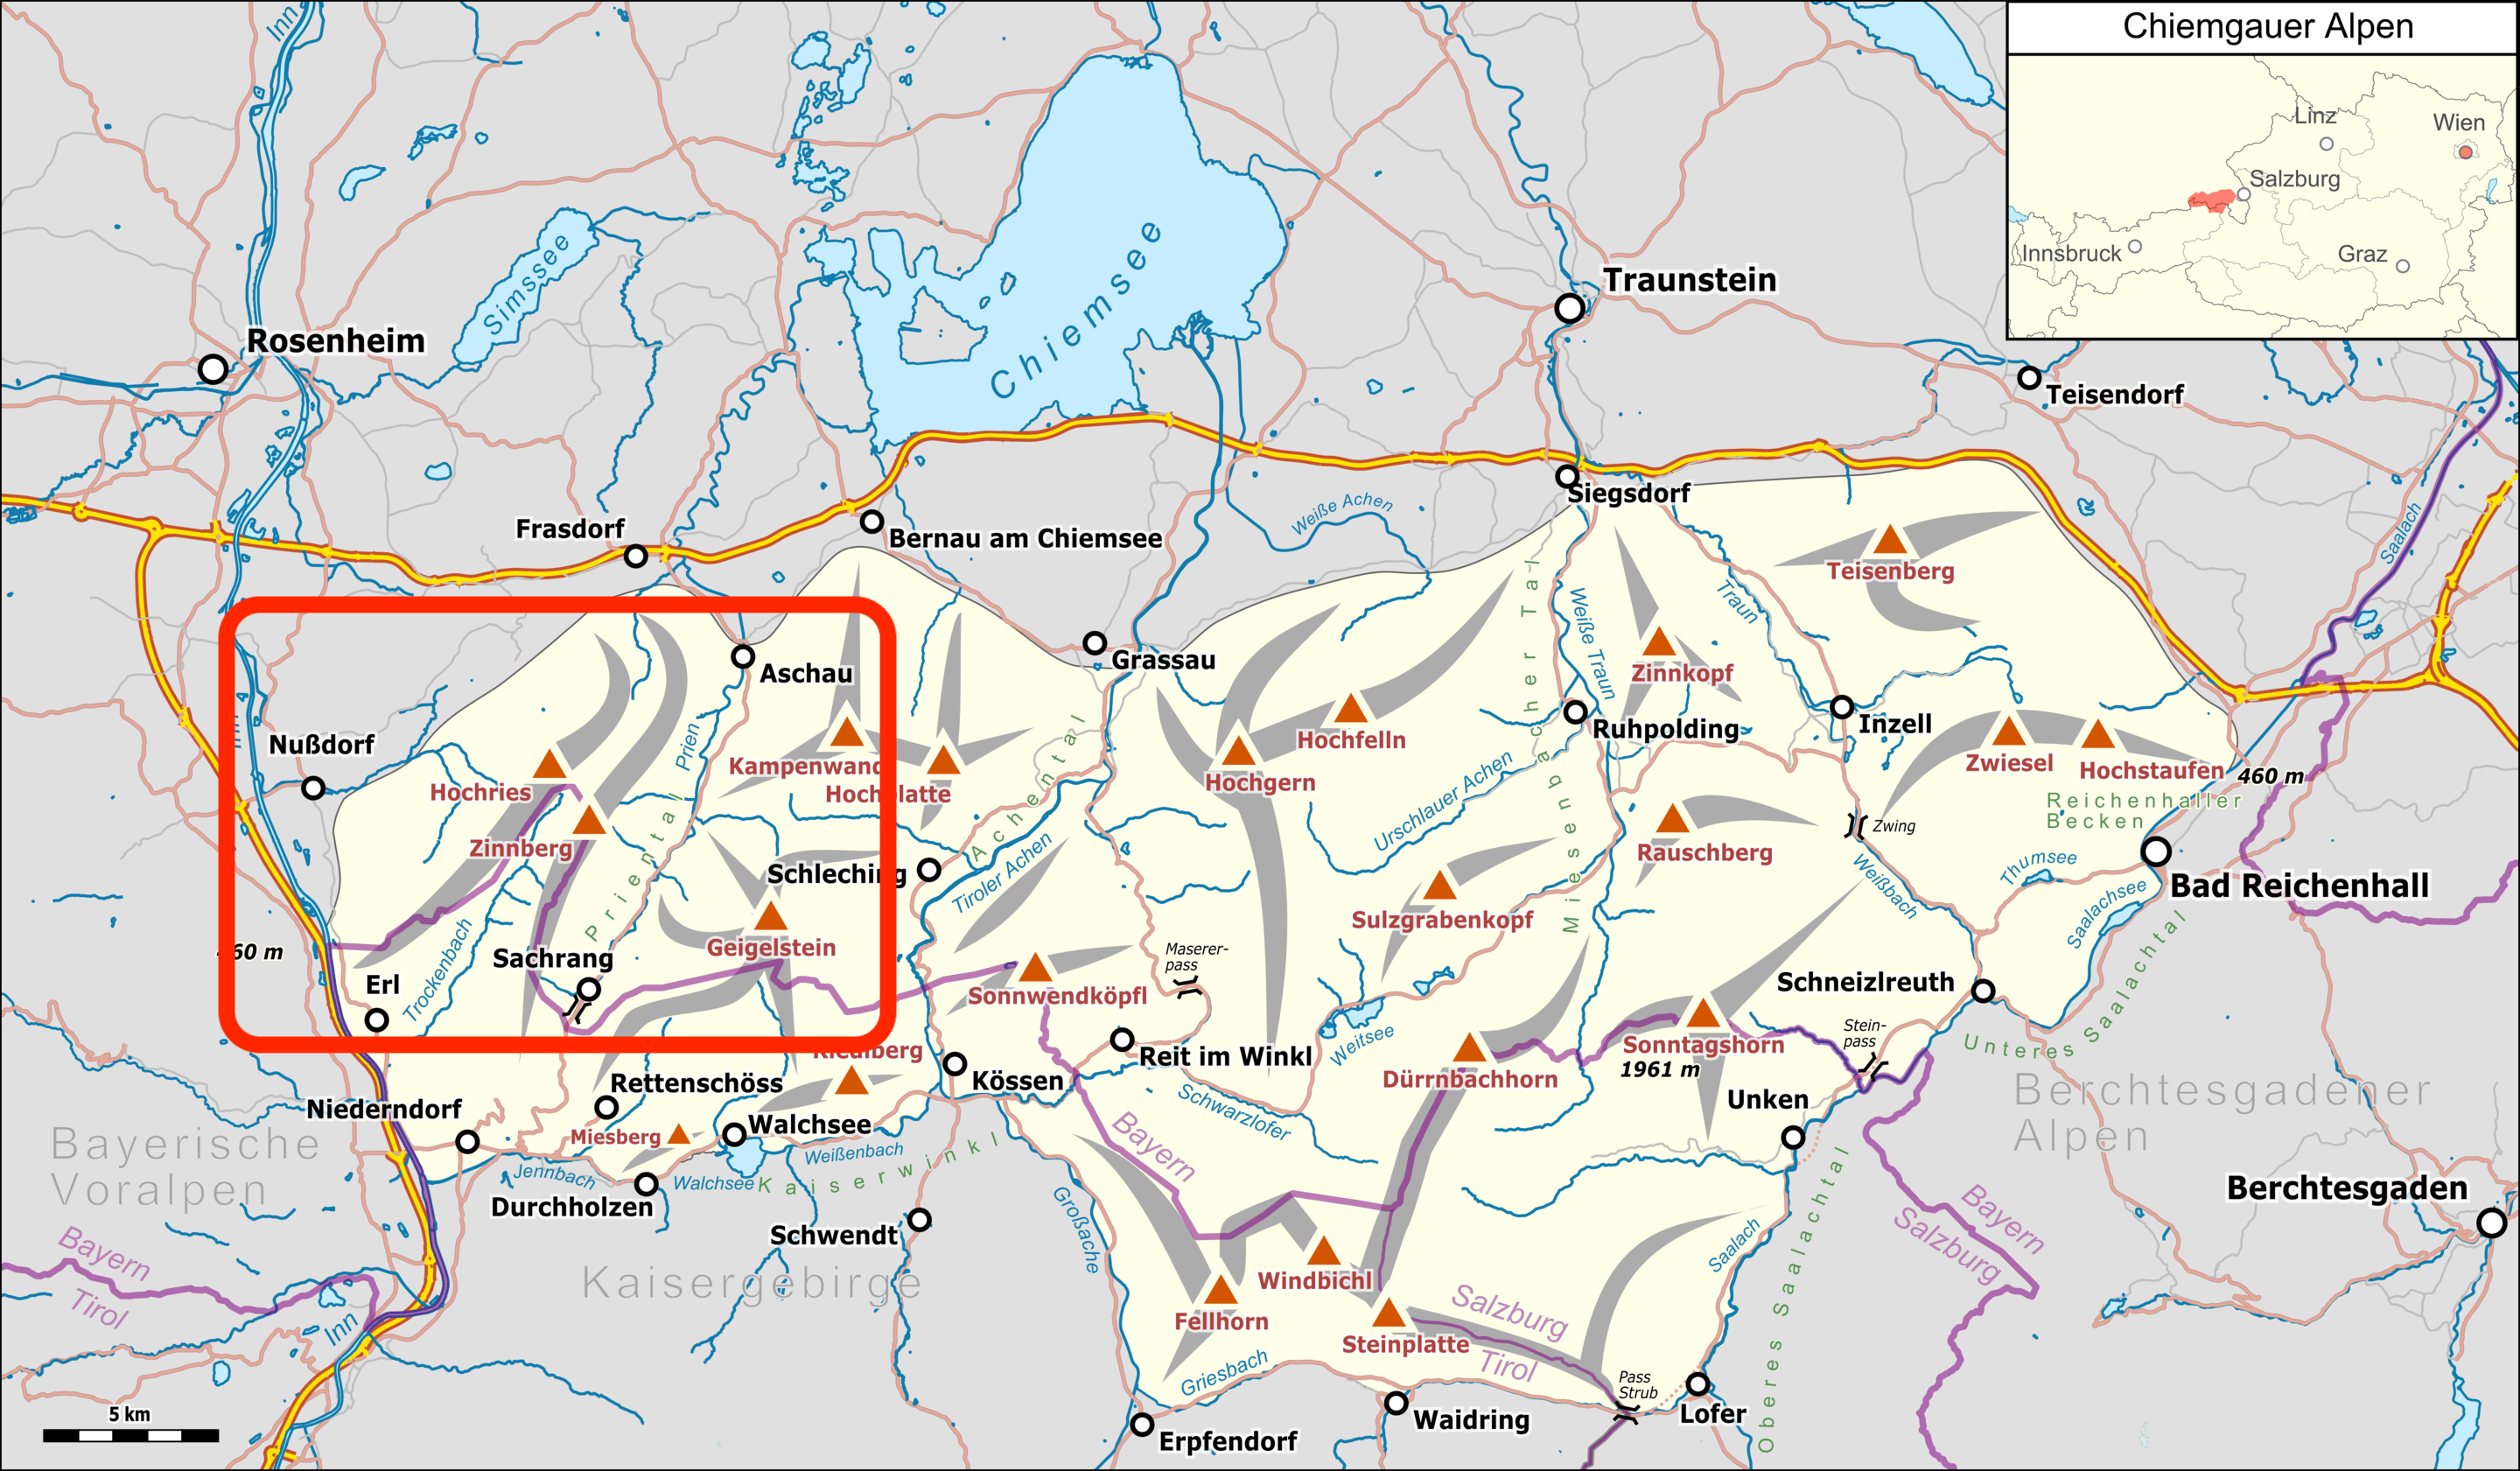 Inn
Chiemgauer Alpen
Linz
Wien
Salzburg
Innsbruck
Graz
Simssee
Chiemsee
Traunstein
Rosenheim
Teisendorf
Siegsdorf
Weiße Achen
Saalach
Frasdorf
Bernau am Chiemsee
Teisenberg
Traun
Weiße Traun
Miesenbacher Tal
Grassau
Aschau
Zinnkopf
Inn
Nußdorf
Prien
Kampenwand
Hochplatte
Hochries
Zinnberg
Achental
Hochfelln
Hochgern
Ruhpolding
Inzell
Zwiesel
Hochstaufen
460 m
Reichenhaller
Becken
Urschlauer Achen
Zwing
Rauschberg
Priental
Schleching
Tiroler Achen
Weißbach
Thumsee
Bad Reichenhall
Saalachsee
Sulzgrabenkopf
Geigelstein
60 m
Trockenbach
Sachrang
Erl
Maserer-
pass
Sonnwendköpfl
Schneizlreuth
Unteres Saalachtal
Stein-
pass
Weitsee
Sonntagshorn
1961 m
Reit im Winkl
Riedlberg
Kössen
Dürrnbachhorn
Rettenschöss
Unken
Berchtesgadener
Alpen
Niederndorf
Miesberg
Walchsee
Schwarzlofer
Bayern
Bayerische
Voralpen
Weißenbach
Jennbach
Walchsee
Kaiserwinkl
Durchholzen
Großache
Schwendt
Bayern
Salzburg
Berchtesgaden
Oberes Saalachtal
Saalach
Bayern
Tirol
Kaisergebirge
Windbichl
Fellhorn
Salzburg
Steinplatte
Tirol
Inn
Griesbach
Pass
Strub
5 km
Waidring
Lofer
Erpfendorf